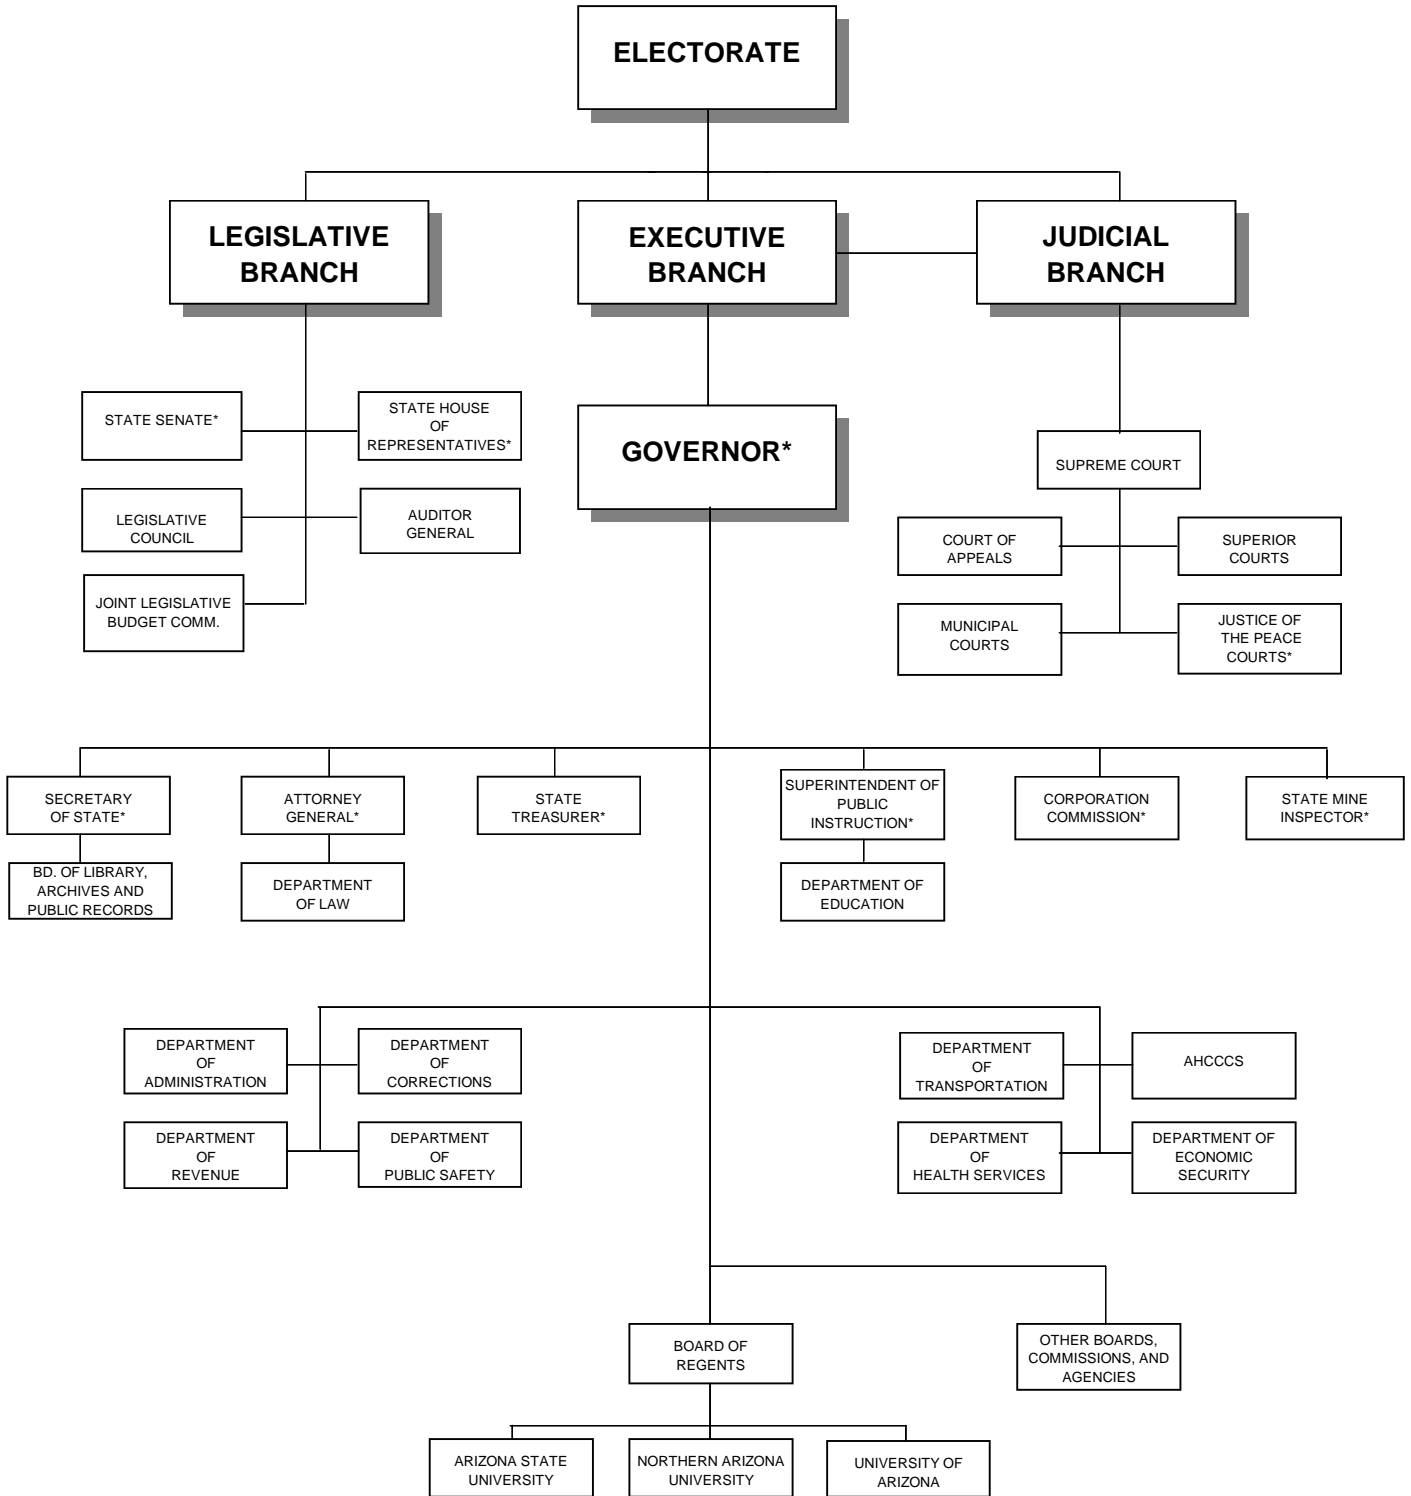 ELECTORATE
LEGISLATIVE
BRANCH
EXECUTIVE
BRANCH
JUDICIAL
BRANCH
STATE SENATE*
STATE HOUSE
OF
REPRESENTATIVES*
LEGISLATIVE
COUNCIL
AUDITOR
GENERAL
JOINT LEGISLATIVE
BUDGET COMM.
GOVERNOR*
SUPREME COURT
COURT OF
APPEALS
SUPERIOR
COURTS
MUNICIPAL
COURTS
JUSTICE OF
THE PEACE
COURTS*
SECRETARY
OF STATE*
ATTORNEY
GENERAL*
STATE
TREASURER*
SUPERINTENDENT OF
PUBLIC
INSTRUCTION*
CORPORATION
COMMISSION*
STATE MINE
INSPECTOR*
BD. OF LIBRARY,
ARCHIVES AND
PUBLIC RECORDS
DEPARTMENT
OF LAW
DEPARTMENT OF
EDUCATION
DEPARTMENT
OF
ADMINISTRATION
DEPARTMENT
OF
CORRECTIONS
DEPARTMENT
OF
TRANSPORTATION
AHCCCS
DEPARTMENT
OF
REVENUE
DEPARTMENT
OF
PUBLIC SAFETY
DEPARTMENT
OF
HEALTH SERVICES
DEPARTMENT OF
ECONOMIC
SECURITY
BOARD OF
REGENTS
OTHER BOARDS,
COMMISSIONS, AND
AGENCIES
ARIZONA STATE
UNIVERSITY
NORTHERN ARIZONA
UNIVERSITY
UNIVERSITY OF
ARIZONA